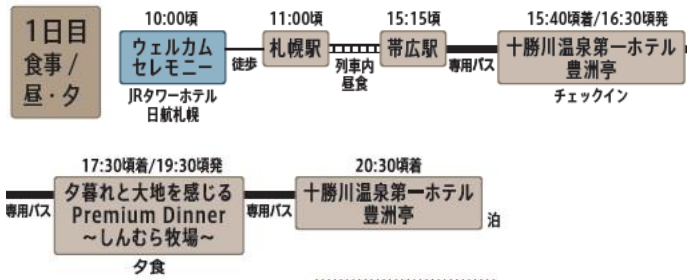 1日目
食事/
昼・夕
10:00頃
ウェルカム
セレモニー
JRタワーホテル
日航札幌
徒歩
11:00頃
札幌駅
列車内
昼食
15:15頃
帯広駅
専用バス
15:40頃着/16:30頃発
十勝川温泉第一ホテル
豊洲亭
チェックイン
専用バス
17:30頃着/19:30頃発
夕暮れと大地を感じる
Premium Dinner
~しんむら牧場~
夕食
専用バス
20:30頃着
十勝川温泉第一ホテル
豊洲亭
泊